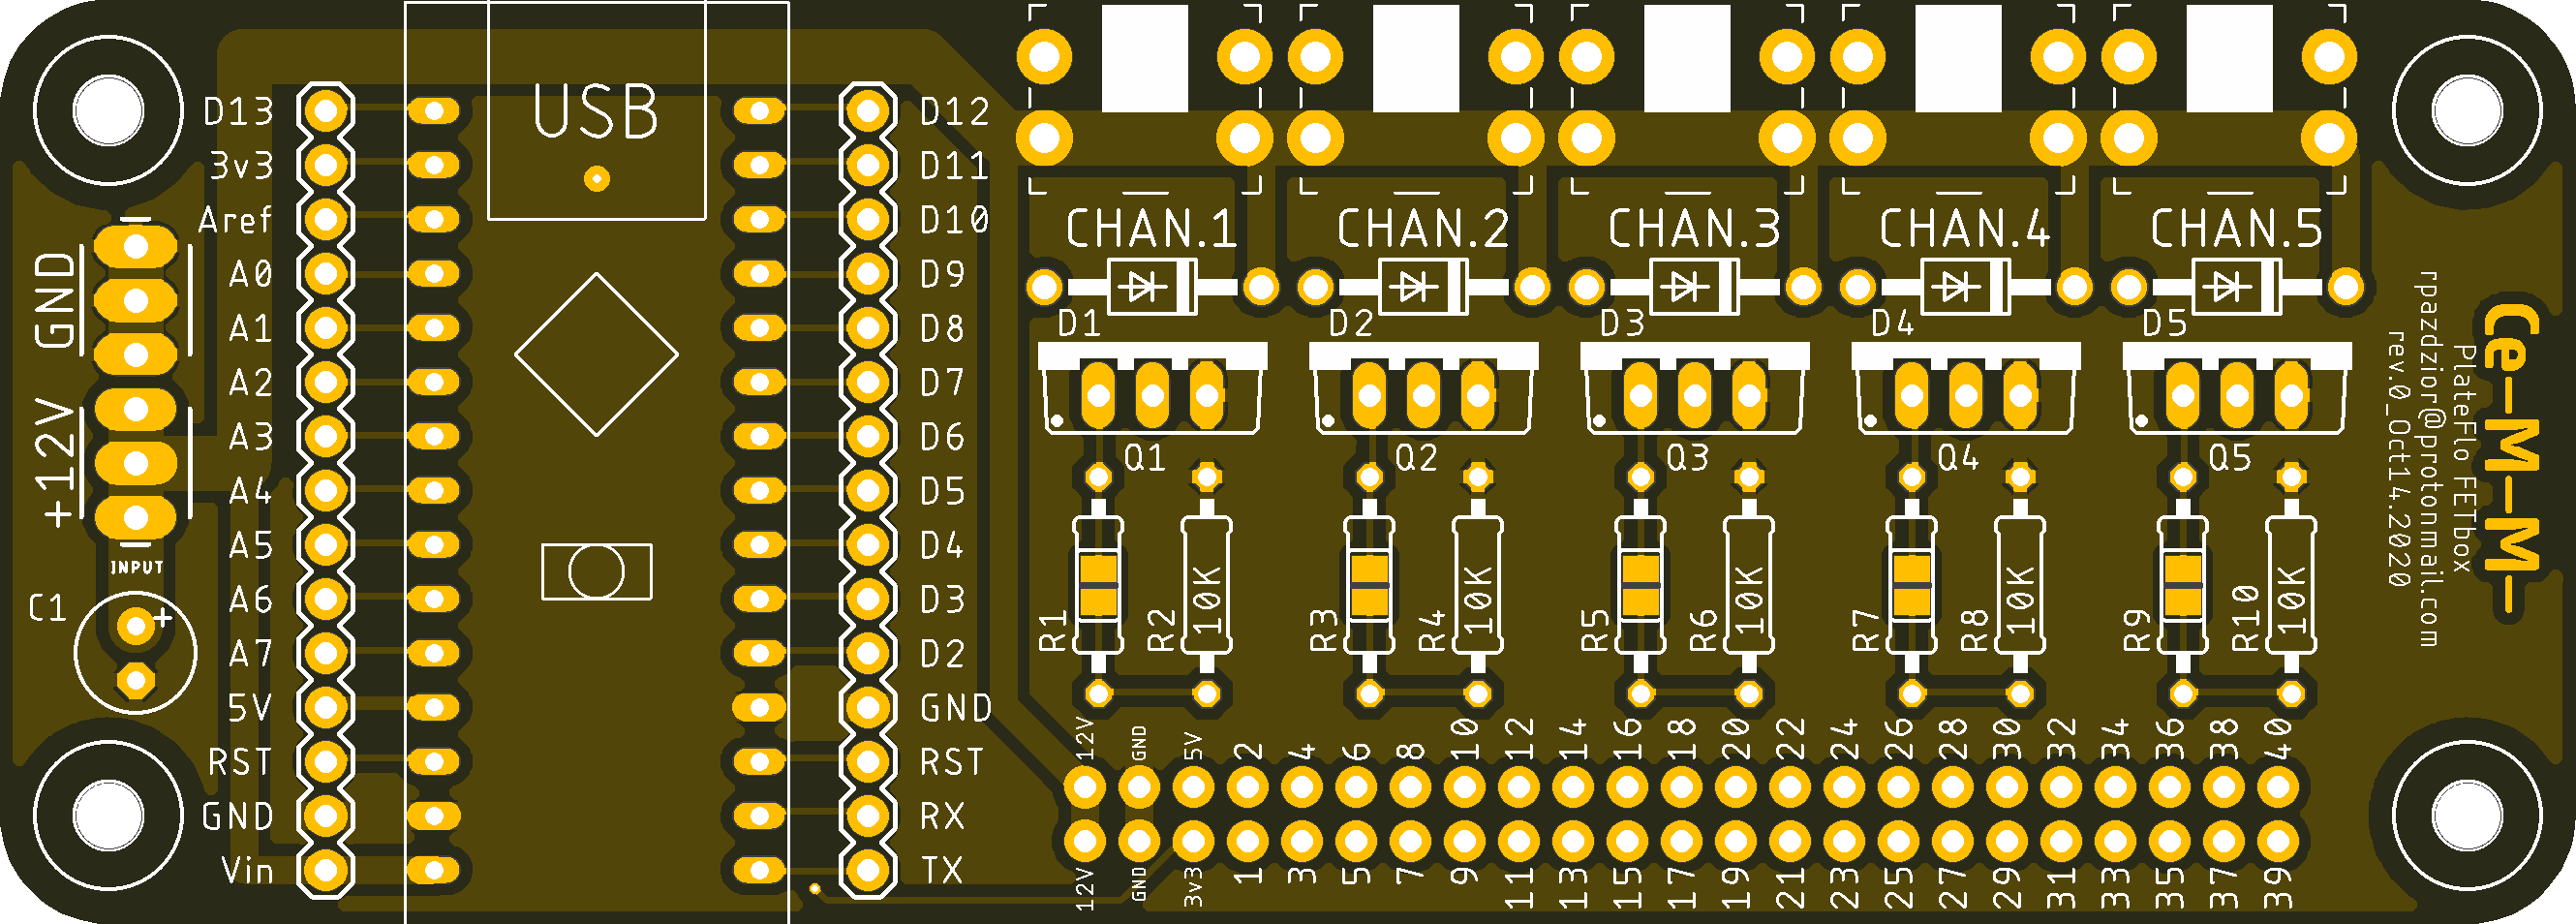 USB
D13
3v3
Aref
A0
A1
A2
A3
A4
A5
A6
A7
5V
RST
GND
Vin
D12
D11
D10
D9
D8
D7
D6
D5
D4
D3
D2
GND
RST
RX
TX
GND
+12V
INPUT
C1
+
CHAN.1 CHAN.2 CHAN.3 CHAN.4 CHAN.5
D1 D2 D3 D4 D5
Q1 Q2 Q3 Q4 Q5
R1 R2 10K R3 R4 10K R5 R6 10K R7 R8 10K R9 R10 10K
12V GND 5V 2 4 6 8 10 12 14 16 18 20 22 24 26 28 30 32 34 36 38 40
12V GND 3v3 1 3 5 7 9 11 13 15 17 19 21 23 25 27 29 31 33 35 37 39
Ce-M-M-
PlateFlo FETbox
rpazdzior@protonmail.com
rev.0_Oct14.2020